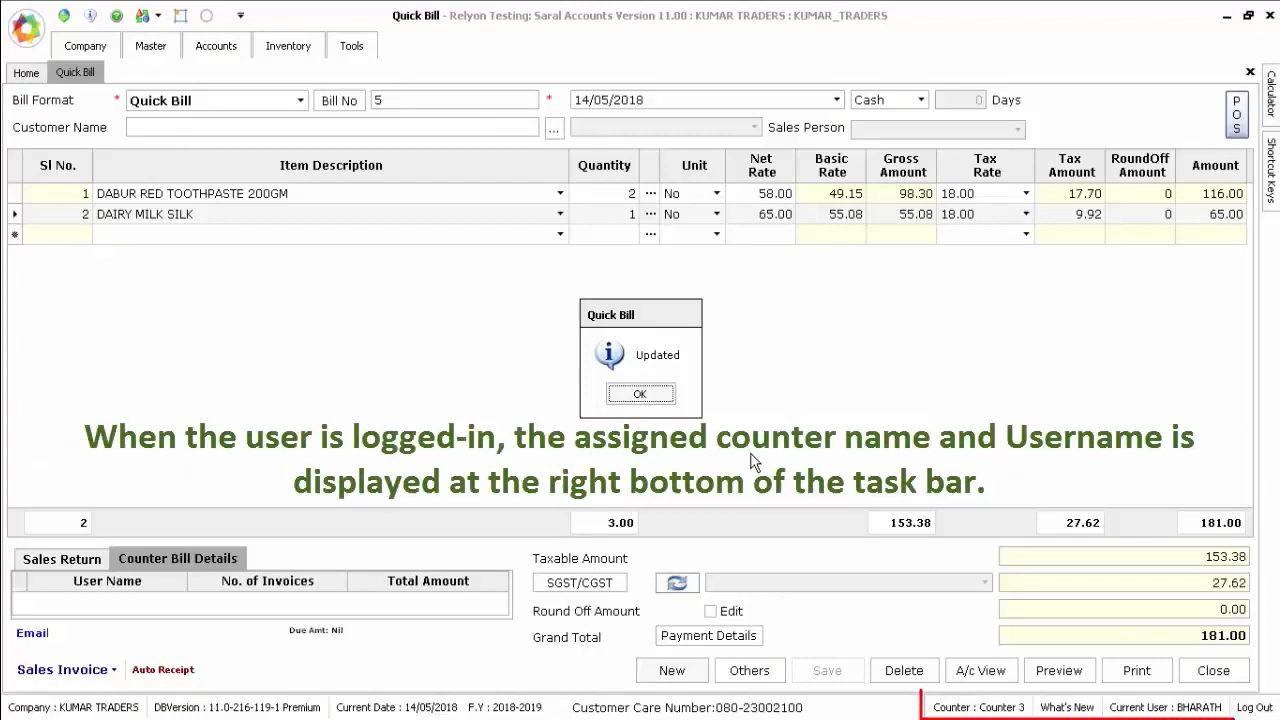 Quick Bill - Relyon Testing: Saral Accounts Version 11.00 : KUMAR TRADERS : KUMAR_TRADERS
Company Master Accounts Inventory Tools
Home Quick Bill
Bill Format * Quick Bill Bill No 5 * 14/05/2018 Cash 0 Days
Customer Name ... Sales Person
POS
Calculator
Shortcut Keys
Sl No. Item Description Quantity Unit Net Rate Basic Rate Gross Amount Tax Rate Tax Amount RoundOff Amount Amount
1 DABUR RED TOOTHPASTE 200GM 2 ... No 58.00 49.15 98.30 18.00 17.70 0 116.00
2 DAIRY MILK SILK 1 ... No 65.00 55.08 55.08 18.00 9.92 0 65.00
...
Quick Bill
Updated
OK
When the user is logged-in, the assigned counter name and Username is
displayed at the right bottom of the task bar.
2 3.00 153.38 27.62 181.00
Sales Return Counter Bill Details
User Name No. of Invoices Total Amount
Taxable Amount 153.38
SGST/CGST 27.62
Round Off Amount Edit 0.00
Grand Total Payment Details 181.00
Email Due Amt: Nil
Sales Invoice Auto Receipt New Others Save Delete A/c View Preview Print Close
Company : KUMAR TRADERS DBVersion : 11.0-216-119-1 Premium Current Date : 14/05/2018 F.Y : 2018-2019 Customer Care Number:080-23002100 Counter : Counter 3 What's New Current User : BHARATH Log Out